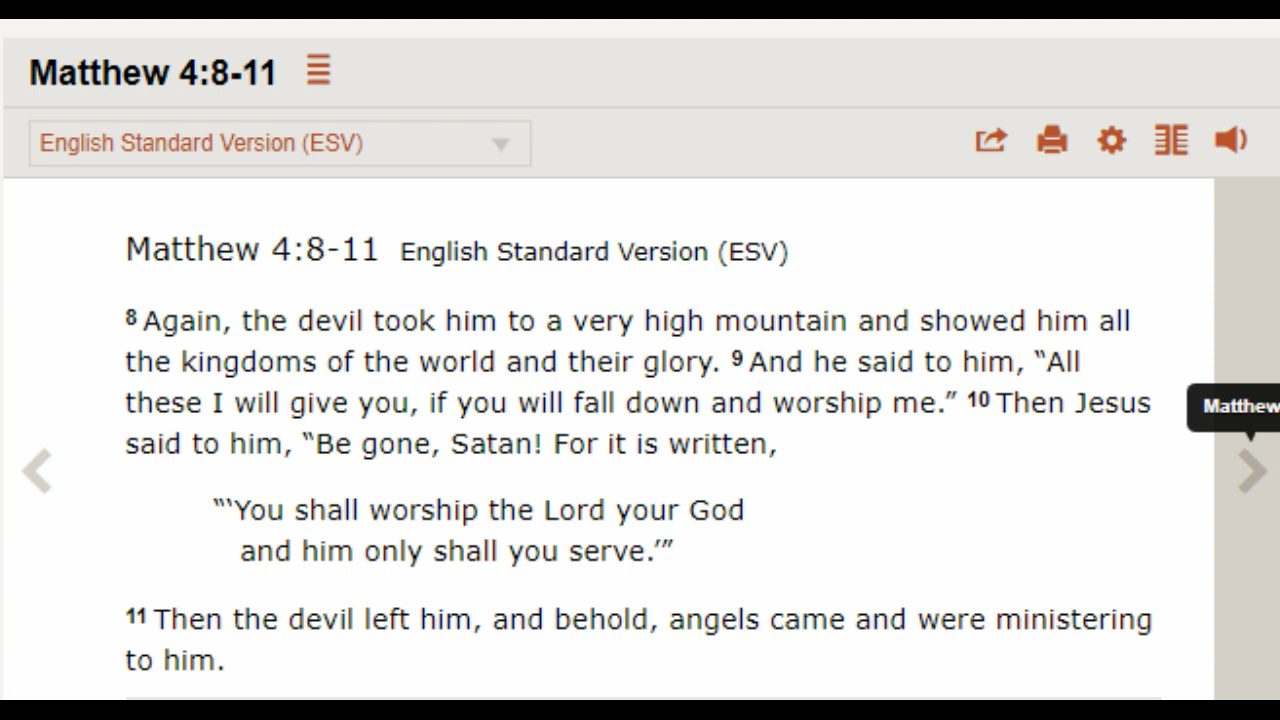 Matthew 4:8-11
English Standard Version (ESV)
Matthew 4:8-11 English Standard Version (ESV)
8 Again, the devil took him to a very high mountain and showed him all
the kingdoms of the world and their glory. 9 And he said to him, “All
these I will give you, if you will fall down and worship me.” 10 Then Jesus
said to him, “Be gone, Satan! For it is written,
Matthew
“‘You shall worship the Lord your God
and him only shall you serve.’”
11 Then the devil left him, and behold, angels came and were ministering
to him.